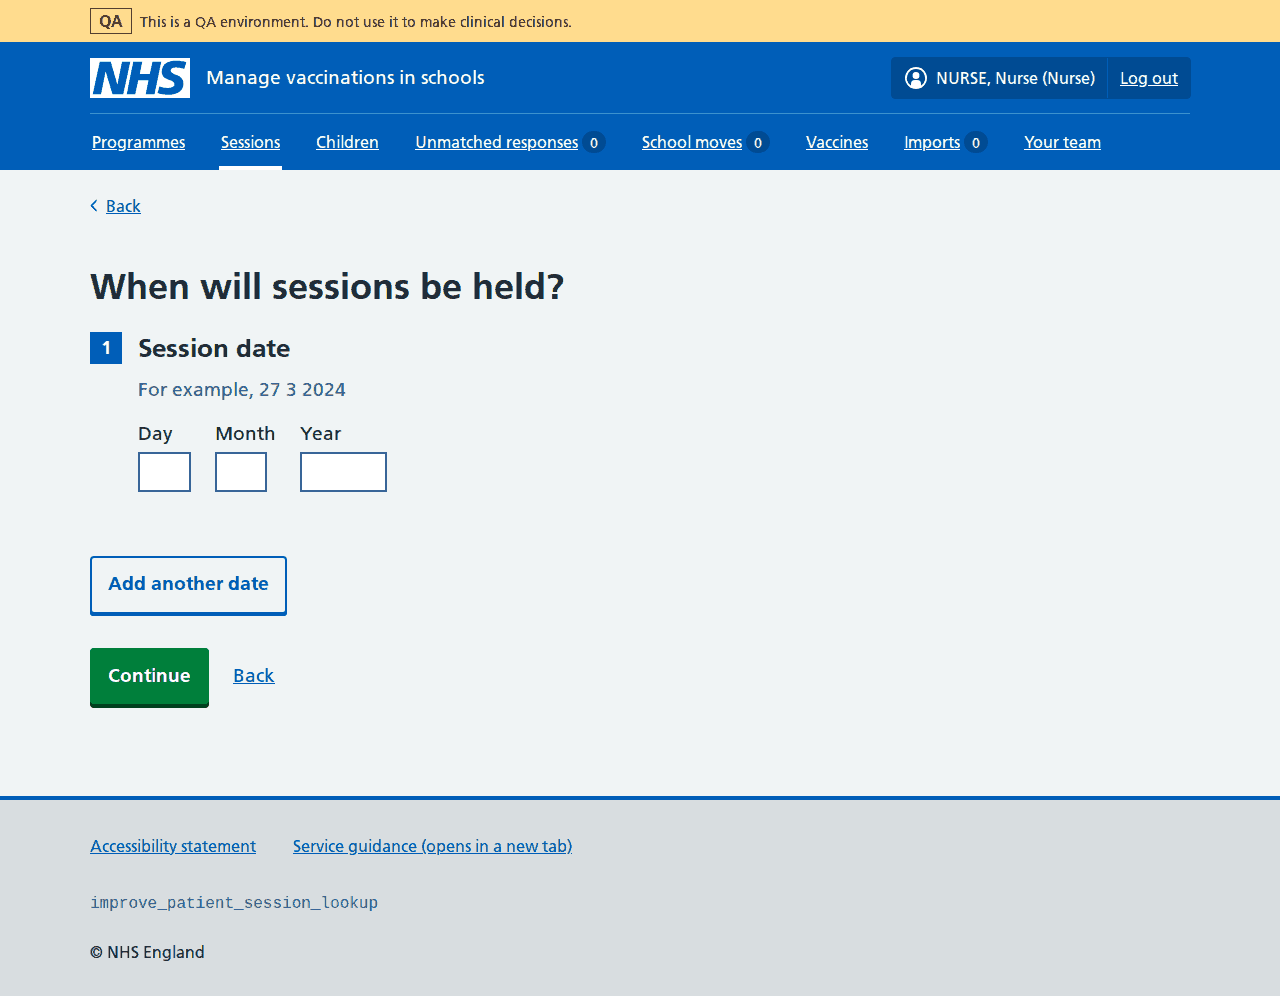 QA This is a QA environment. Do not use it to make clinical decisions.
NHS Manage vaccinations in schools NURSE, Nurse (Nurse) Log out
Programmes Sessions Children Unmatched responses 0 School moves 0 Vaccines Imports 0 Your team
Back
When will sessions be held?
1 Session date
For example, 27 3 2024
Day Month Year
Add another date
Continue Back
Accessibility statement Service guidance (opens in a new tab)
improve_patient_session_lookup
© NHS England